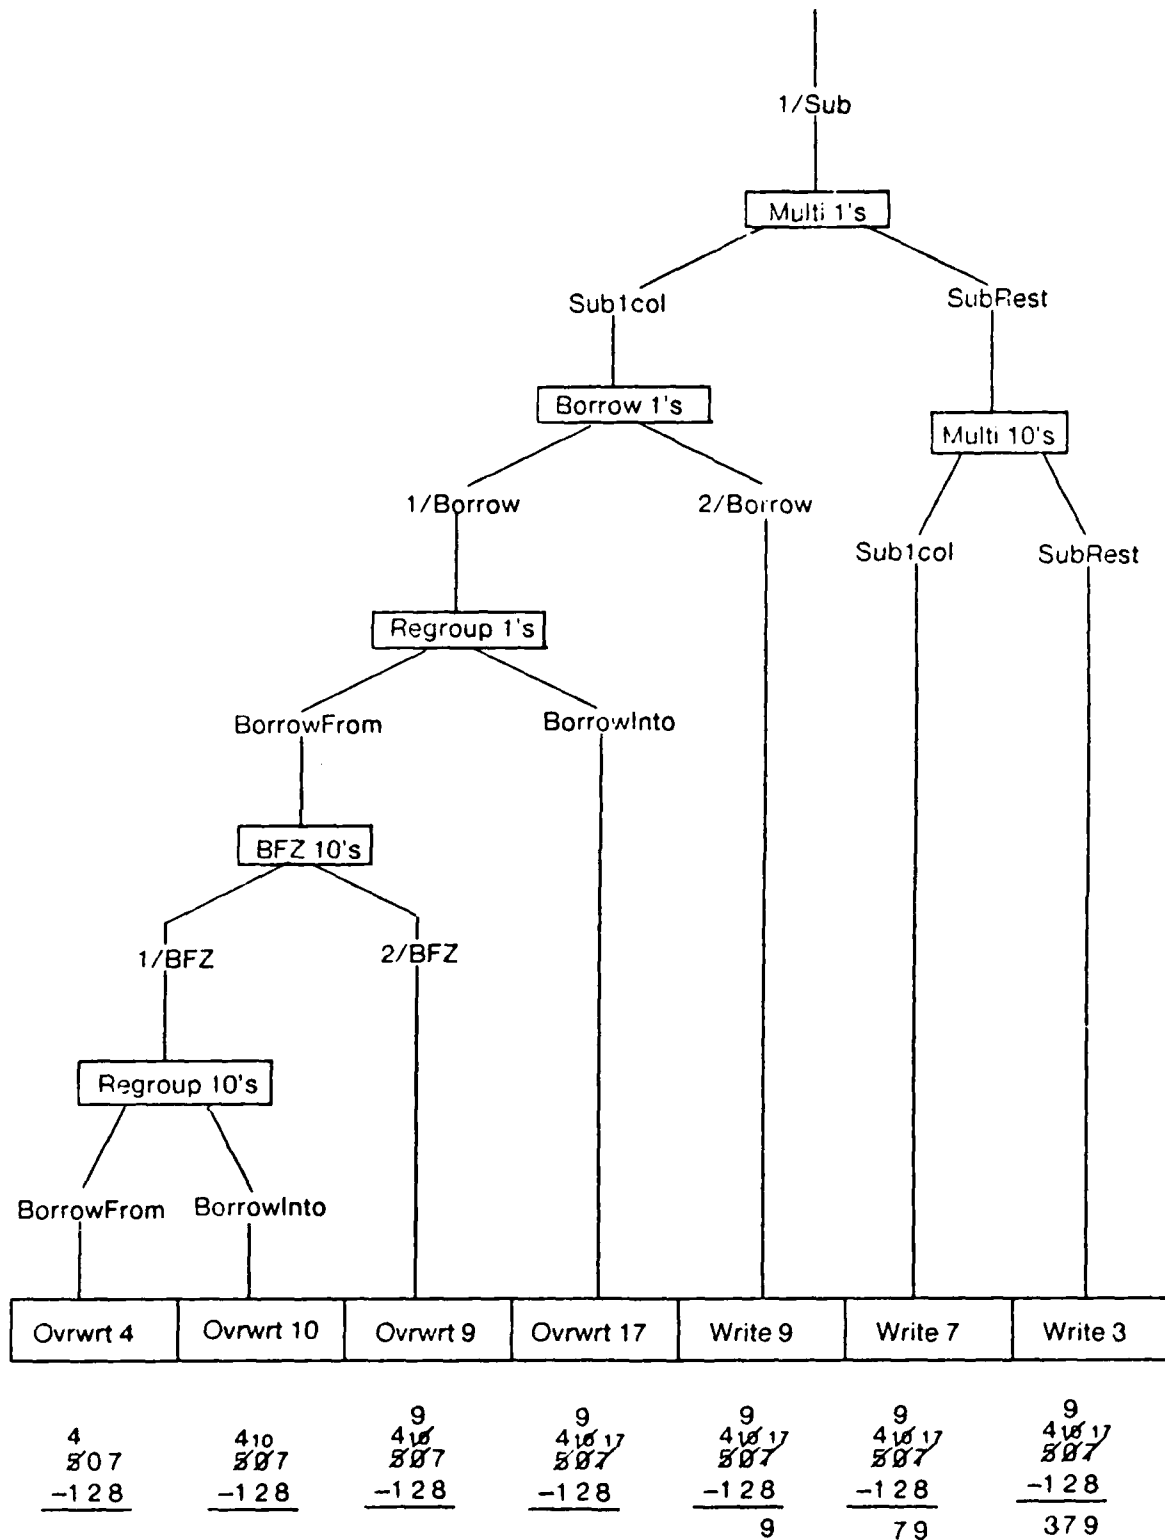 1/Sub
Multi 1's
Sub1col SubRest
Borrow 1's
Multi 10's
1/Borrow 2/Borrow
Sub1col SubRest
Regroup 1's
BorrowFrom BorrowInto
BFZ 10's
1/BFZ 2/BFZ
Regroup 10's
BorrowFrom BorrowInto
Ovrwrt 4 Ovrwrt 10 Ovrwrt 9 Ovrwrt 17 Write 9 Write 7 Write 3
9 9 9 9 9
4 4 10 4 10 4 10 17 4 10 17 4 10 17 4 10 17
507 507 507 507 507 507 507
-128 -128 -128 -128 -128 -128 -128
9 79 379